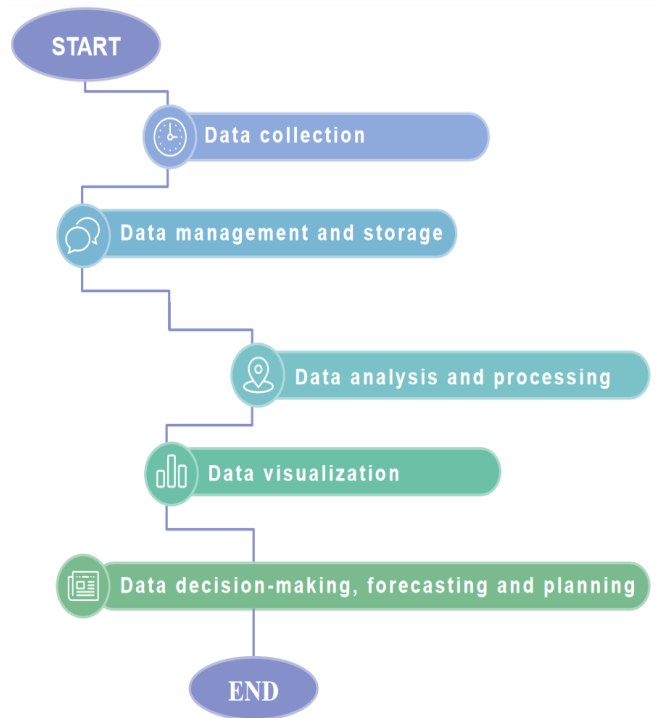 START
Data collection
Data management and storage
Data analysis and processing
Data visualization
Data decision-making, forecasting and planning
END